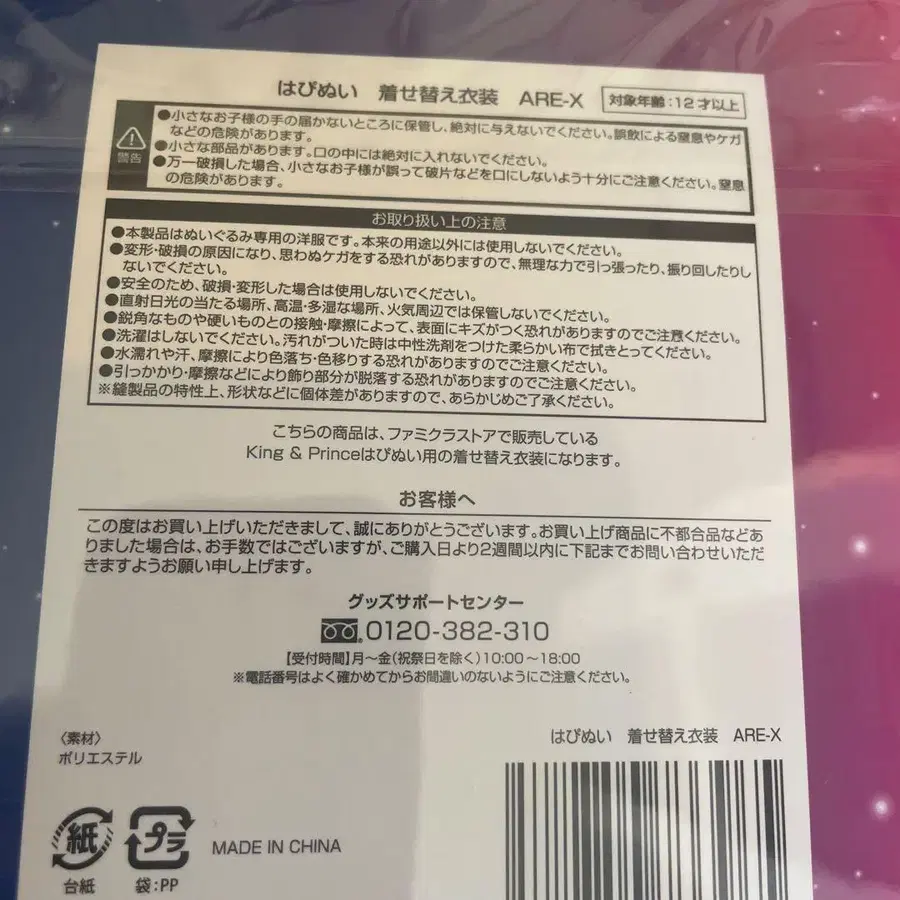 はぴぬい 着せ替え衣装 ARE-X 対象年齢:12才以上
警告
●小さなお子様の手の届かないところに保管し、絶対に与えないでください。誤飲による窒息やケガ
などの危険があります。
●小さな部品があります。口の中には絶対に入れないでください。
●万一破損した場合、小さなお子様が誤って破片などを口にしないよう十分にご注意ください。窒息
の危険があります。
お取り扱い上の注意
●本製品はぬいぐるみ専用の洋服です。本来の用途以外には使用しないでください。
●変形・破損の原因になり、思わぬケガをする恐れがありますので、無理な力で引っ張ったり、振り回したりし
ないでください。
●安全のため、破損・変形した場合は使用しないでください。
●直射日光の当たる場所、高温・多湿な場所、火気周辺では保管しないでください。
●鋭角なものや硬いものとの接触・摩擦によって、表面にキズがつく恐れがありますのでご注意ください。
●洗濯はしないでください。汚れがついた時は中性洗剤をつけた柔らかい布で拭きとってください。
●水濡れや汗、摩擦により色落ち・色移りする恐れがありますのでご注意ください。
●引っかかり・摩擦などにより飾り部分が脱落する恐れがありますのでご注意ください。
※縫製品の特性上、形状などに個体差がありますので、あらかじめご了承ください。
こちらの商品は、ファミクラストアで販売している
King & Princeはぴぬい用の着せ替え衣装になります。
お客様へ
この度はお買い上げいただきまして、誠にありがとうございます。お買い上げ商品に不都合品などあ
りました場合は、お手数ではございますが、ご購入日より2週間以内に下記までお問い合わせいただ
きますようお願い申し上げます。
グッズサポートセンター
0120-382-310
【受付時間】月〜金(祝祭日を除く)10:00〜18:00
※電話番号はよく確かめてからお間違いのないようにご注意ください。
〈素材〉
ポリエステル
はぴぬい 着せ替え衣装 ARE-X
紙 プラ MADE IN CHINA
台紙 袋:PP